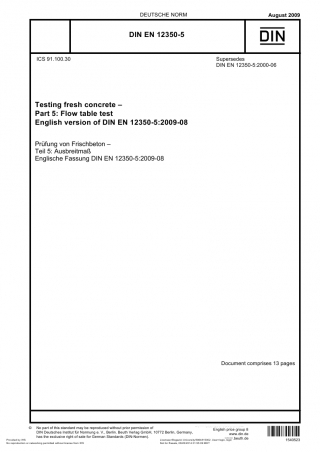 DEUTSCHE NORM
August 2009
DIN EN 12350-5
DIN
ICS 91.100.30
Supersedes
DIN EN 12350-5:2000-06
Testing fresh concrete –
Part 5: Flow table test
English version of DIN EN 12350-5:2009-08
Prüfung von Frischbeton –
Teil 5: Ausbreitmaß
Englische Fassung DIN EN 12350-5:2009-08
Document comprises 13 pages
© No part of this standard may be reproduced without prior permission of
DIN Deutsches Institut für Normung e. V., Berlin. Beuth Verlag GmbH, 10772 Berlin, Germany,
has the exclusive right of sale for German Standards (DIN-Normen).
English price group 9
www.din.de
www.beuth.de